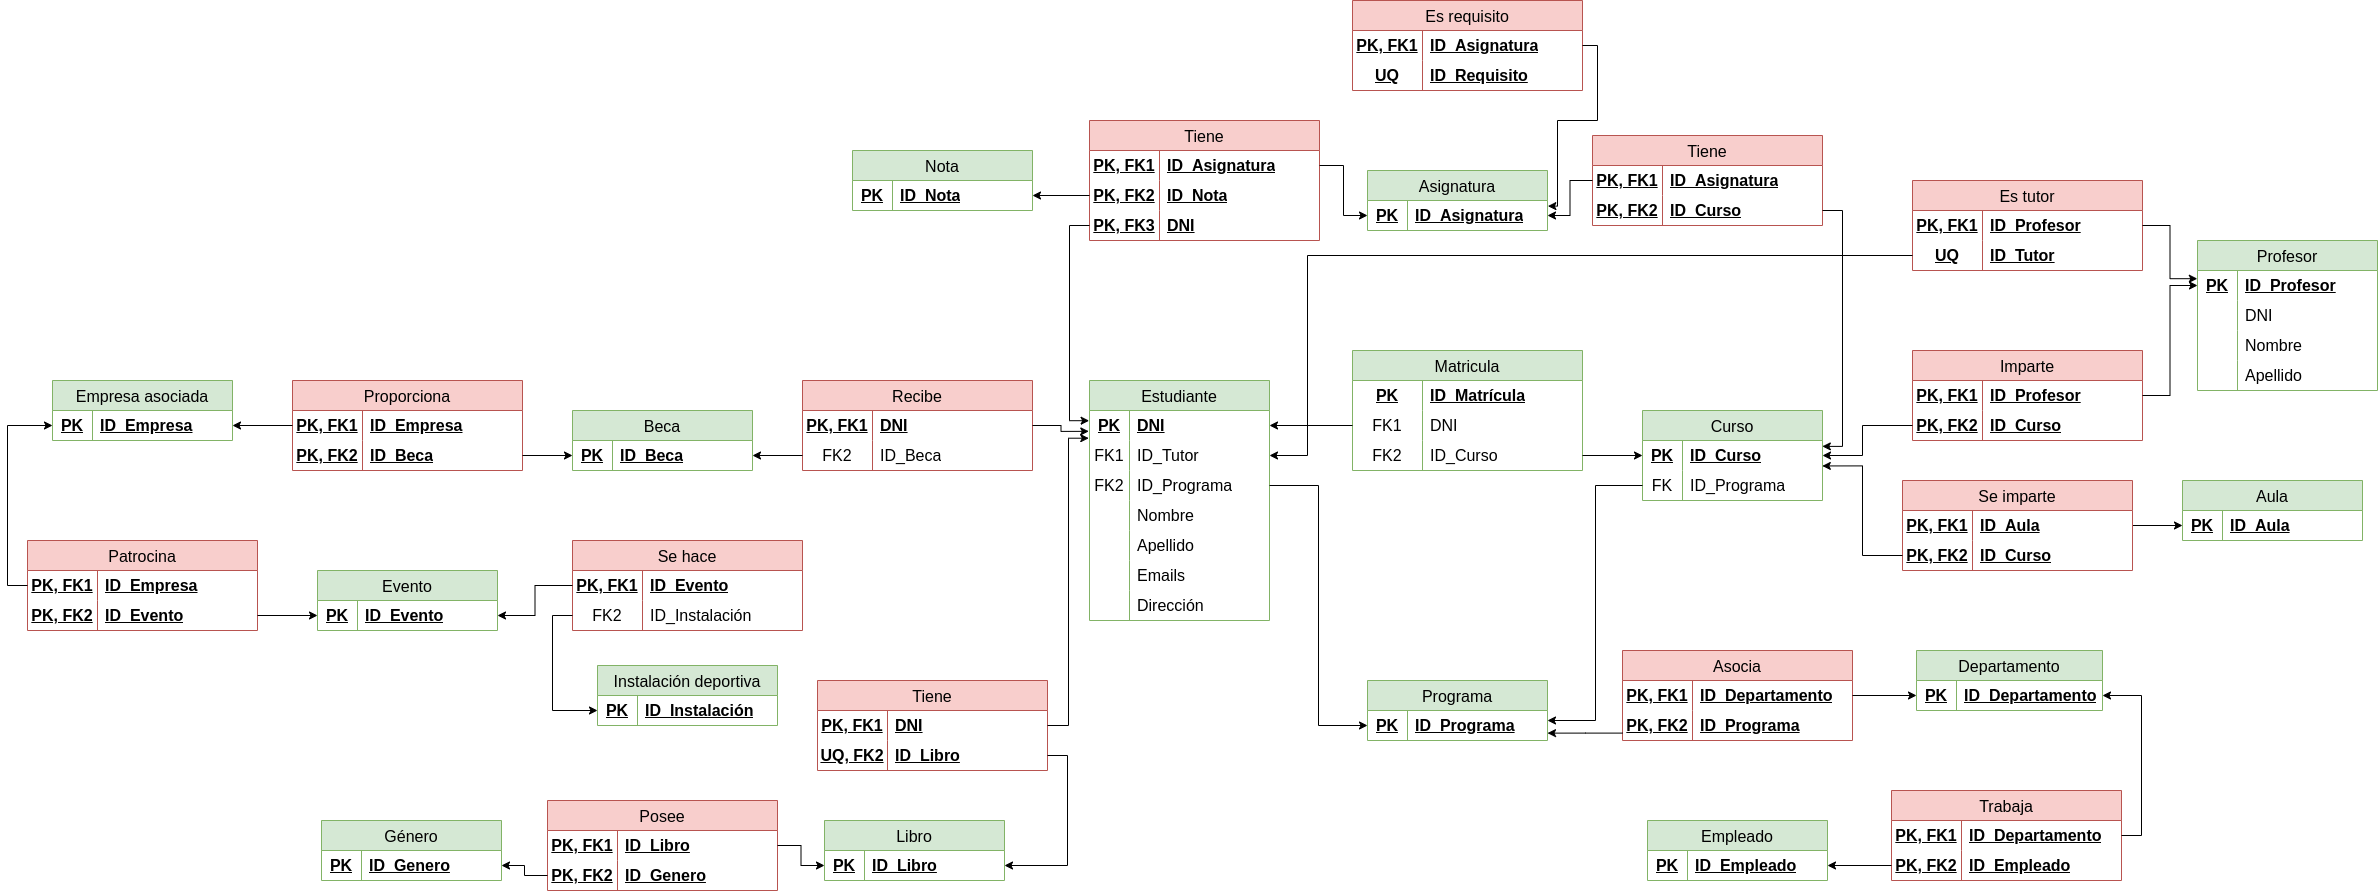 Es requisito
PK, FK1 ID_Asignatura
UQ ID_Requisito
Tiene
PK, FK1 ID_Asignatura
PK, FK2 ID_Nota
PK, FK3 DNI
Nota
PK ID_Nota
Asignatura
PK ID_Asignatura
Tiene
PK, FK1 ID_Asignatura
PK, FK2 ID_Curso
Es tutor
PK, FK1 ID_Profesor
UQ ID_Tutor
Profesor
PK ID_Profesor
DNI
Nombre
Apellido
Empresa asociada
PK ID_Empresa
Proporciona
PK, FK1 ID_Empresa
PK, FK2 ID_Beca
Beca
PK ID_Beca
Recibe
PK, FK1 DNI
FK2 ID_Beca
Estudiante
PK DNI
FK1 ID_Tutor
FK2 ID_Programa
Nombre
Apellido
Emails
Dirección
Matricula
PK ID_Matrícula
FK1 DNI
FK2 ID_Curso
Curso
PK ID_Curso
FK ID_Programa
Imparte
PK, FK1 ID_Profesor
PK, FK2 ID_Curso
Se imparte
PK, FK1 ID_Aula
PK, FK2 ID_Curso
Aula
PK ID_Aula
Patrocina
PK, FK1 ID_Empresa
PK, FK2 ID_Evento
Evento
PK ID_Evento
Se hace
PK, FK1 ID_Evento
FK2 ID_Instalación
Instalación deportiva
PK ID_Instalación
Tiene
PK, FK1 DNI
UQ, FK2 ID_Libro
Programa
PK ID_Programa
Asocia
PK, FK1 ID_Departamento
PK, FK2 ID_Programa
Departamento
PK ID_Departamento
Género
PK ID_Genero
Posee
PK, FK1 ID_Libro
PK, FK2 ID_Genero
Libro
PK ID_Libro
Empleado
PK ID_Empleado
Trabaja
PK, FK1 ID_Departamento
PK, FK2 ID_Empleado